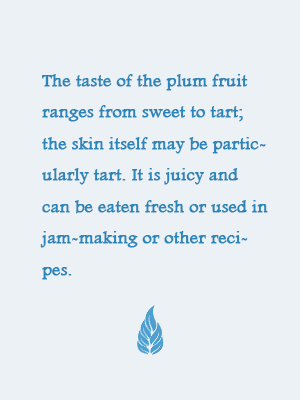 The taste of the plum fruit
ranges from sweet to tart;
the skin itself may be partic-
ularly tart. It is juicy and
can be eaten fresh or used in
jam-making or other reci-
pes.